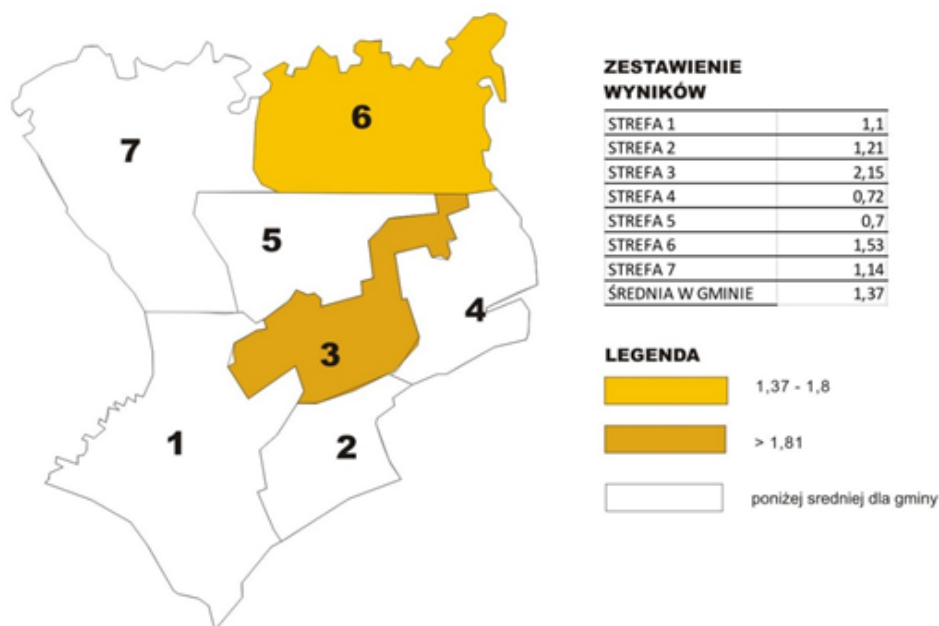 7
6
5
4
3
1
2
ZESTAWIENIE
WYNIKÓW
STREFA 1 1,1
STREFA 2 1,21
STREFA 3 2,15
STREFA 4 0,72
STREFA 5 0,7
STREFA 6 1,53
STREFA 7 1,14
ŚREDNIA W GMINIE 1,37
LEGENDA
1,37 - 1,8
> 1,81
poniżej sredniej dla gminy